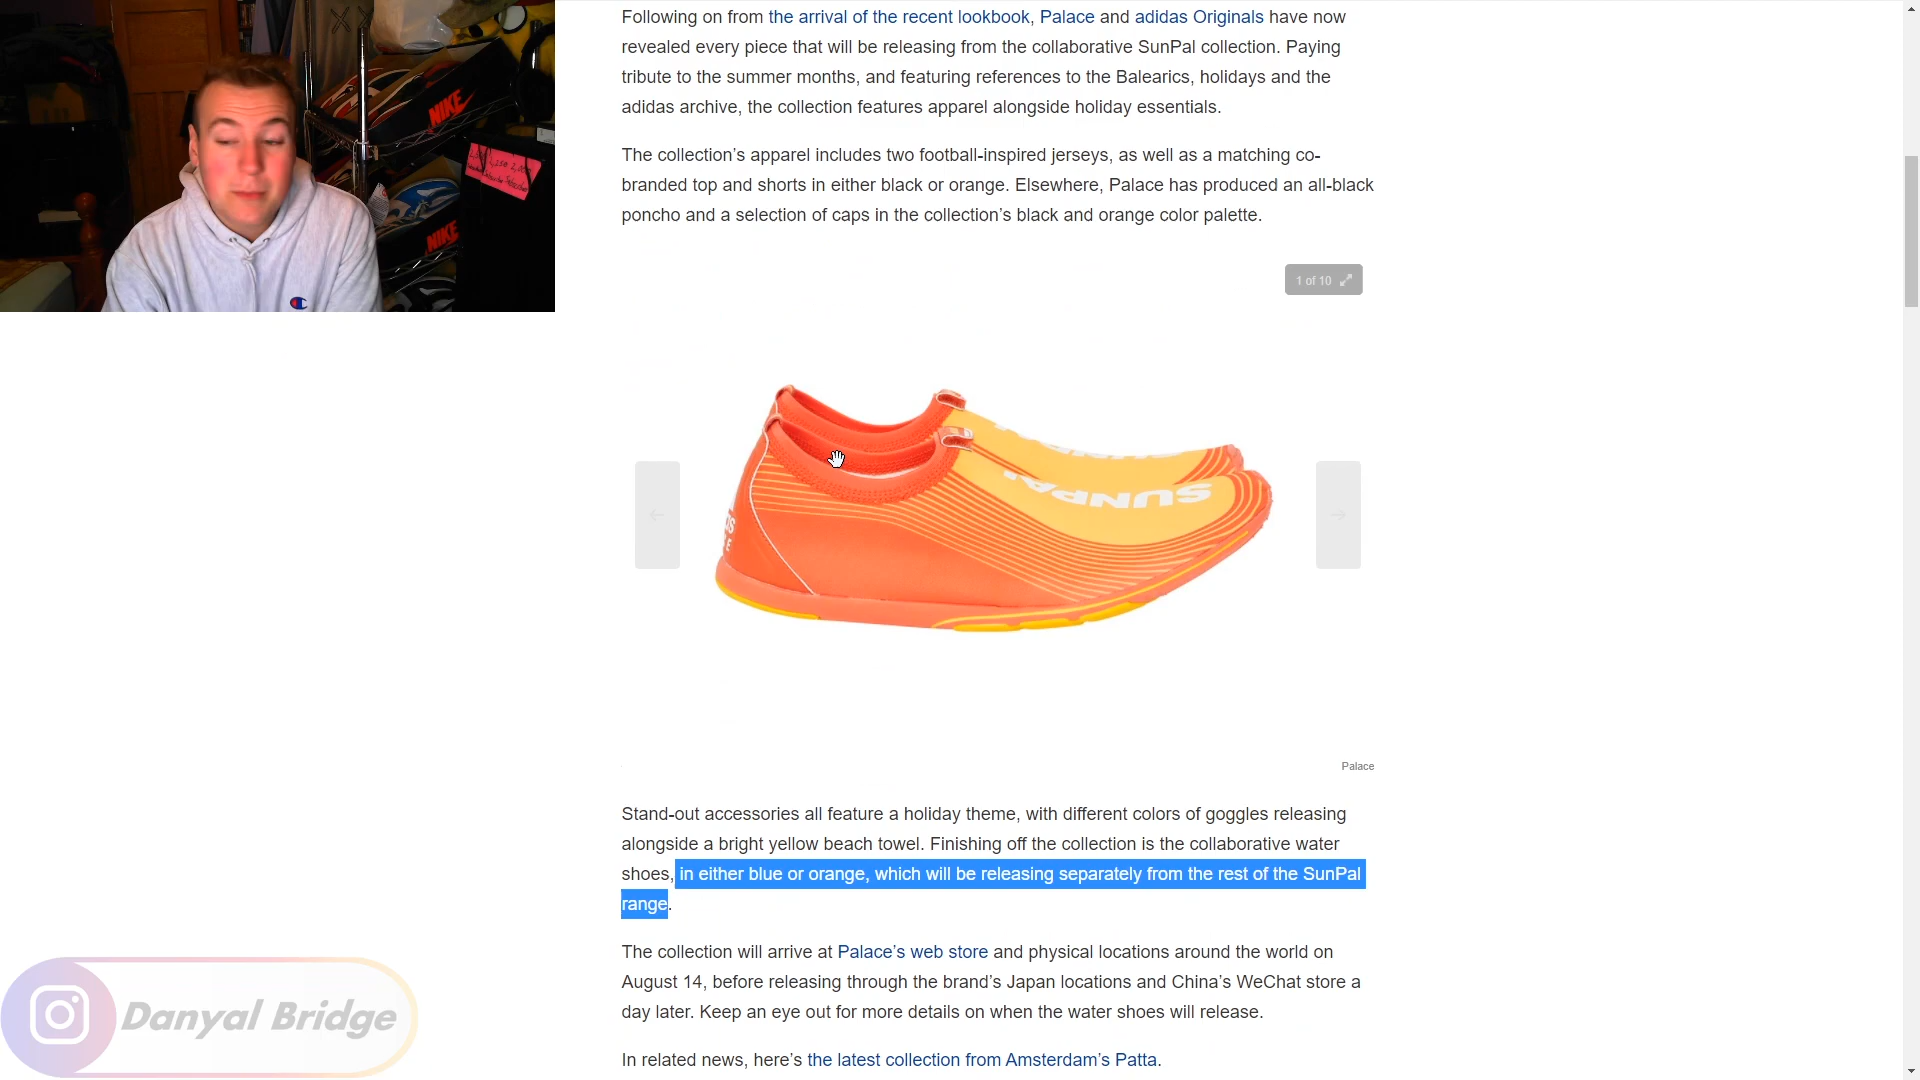 Following on from the arrival of the recent lookbook, Palace and adidas Originals have now
revealed every piece that will be releasing from the collaborative SunPal collection. Paying
tribute to the summer months, and featuring references to the Balearics, holidays and the
adidas archive, the collection features apparel alongside holiday essentials.
The collection’s apparel includes two football-inspired jerseys, as well as a matching co-
branded top and shorts in either black or orange. Elsewhere, Palace has produced an all-black
poncho and a selection of caps in the collection’s black and orange color palette.
NIKE
NIKE
1 of 10
SUNPAL
SUNPAL
Palace
Stand-out accessories all feature a holiday theme, with different colors of goggles releasing
alongside a bright yellow beach towel. Finishing off the collection is the collaborative water
shoes, in either blue or orange, which will be releasing separately from the rest of the SunPal
range.
The collection will arrive at Palace’s web store and physical locations around the world on
August 14, before releasing through the brand’s Japan locations and China’s WeChat store a
day later. Keep an eye out for more details on when the water shoes will release.
In related news, here’s the latest collection from Amsterdam’s Patta.
Danyal Bridge